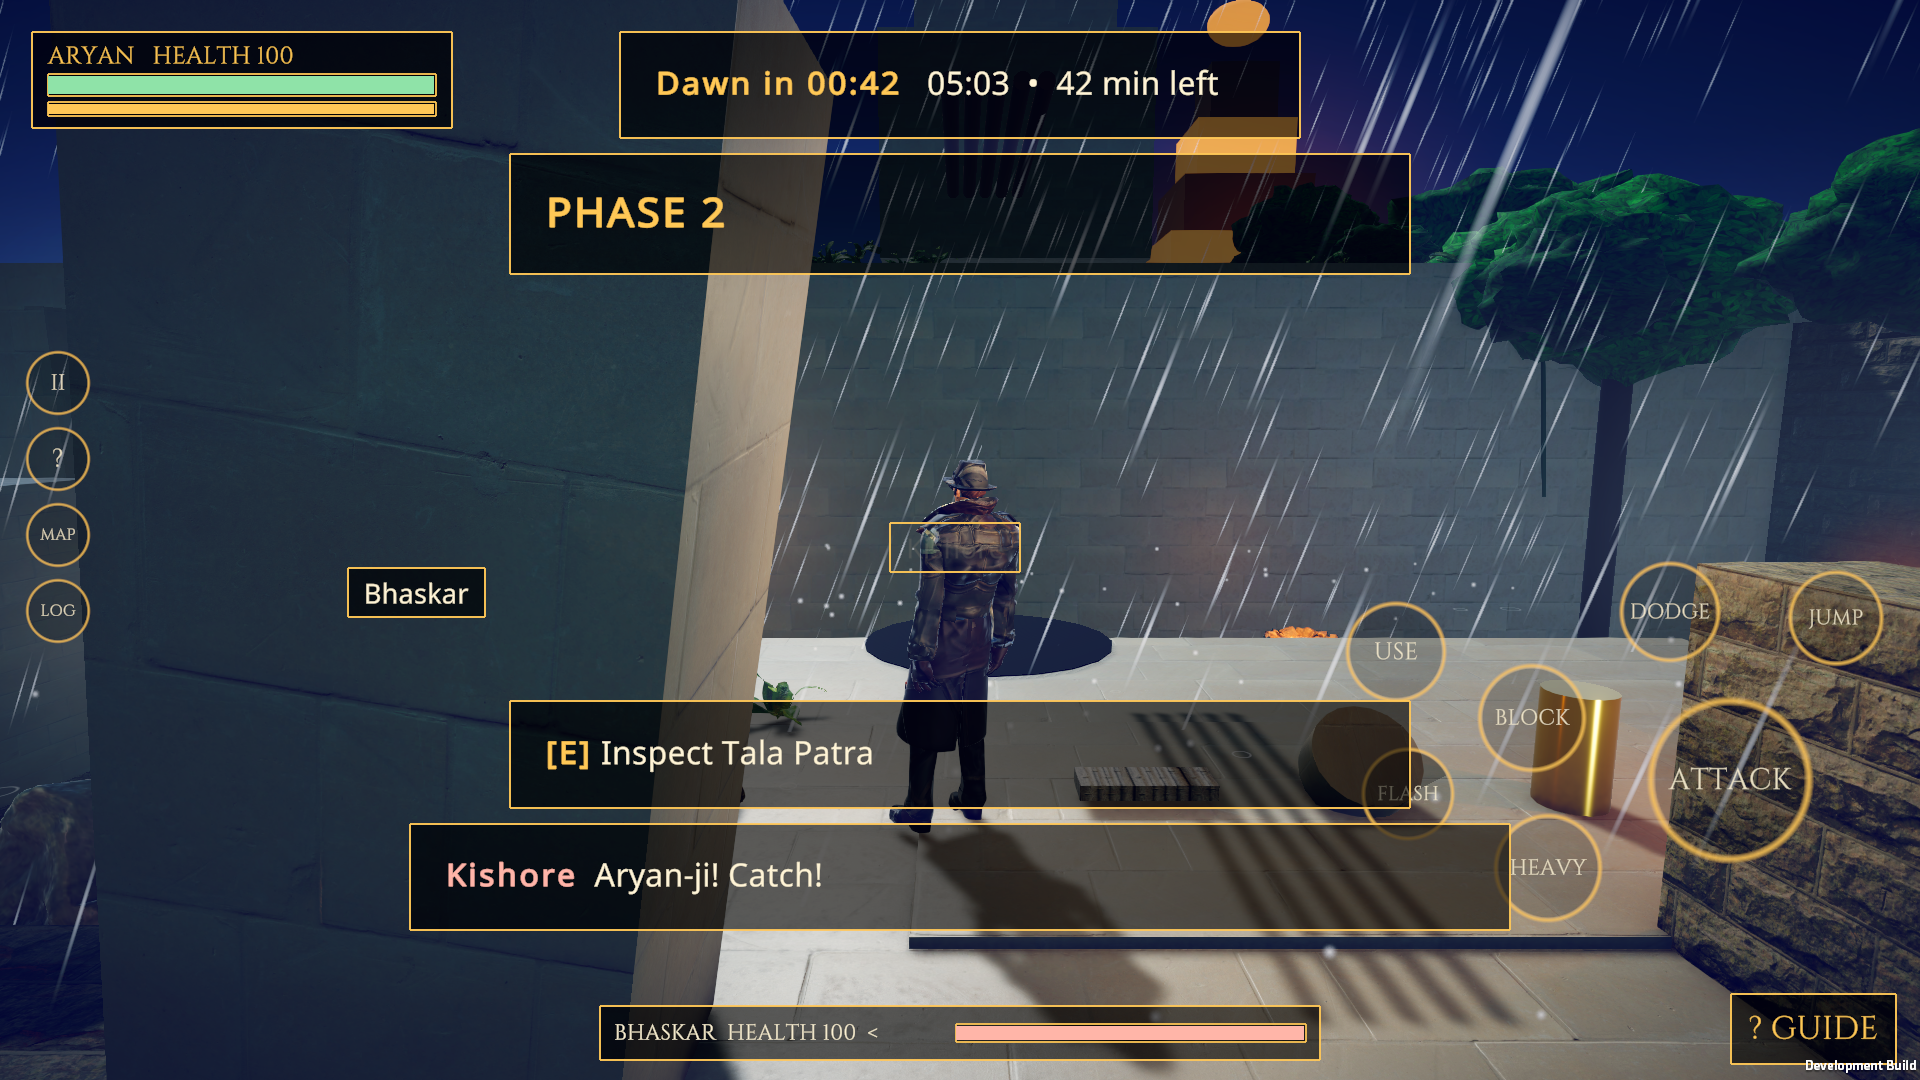 ARYAN HEALTH 100
Dawn in 00:42 05:03 • 42 min left
PHASE 2
II
?
MAP
LOG
Bhaskar
DODGE
JUMP
USE
BLOCK
ATTACK
FLASH
HEAVY
[E] Inspect Tala Patra
Kishore Aryan-ji! Catch!
BHASKAR HEALTH 100 <
? GUIDE
Development Build